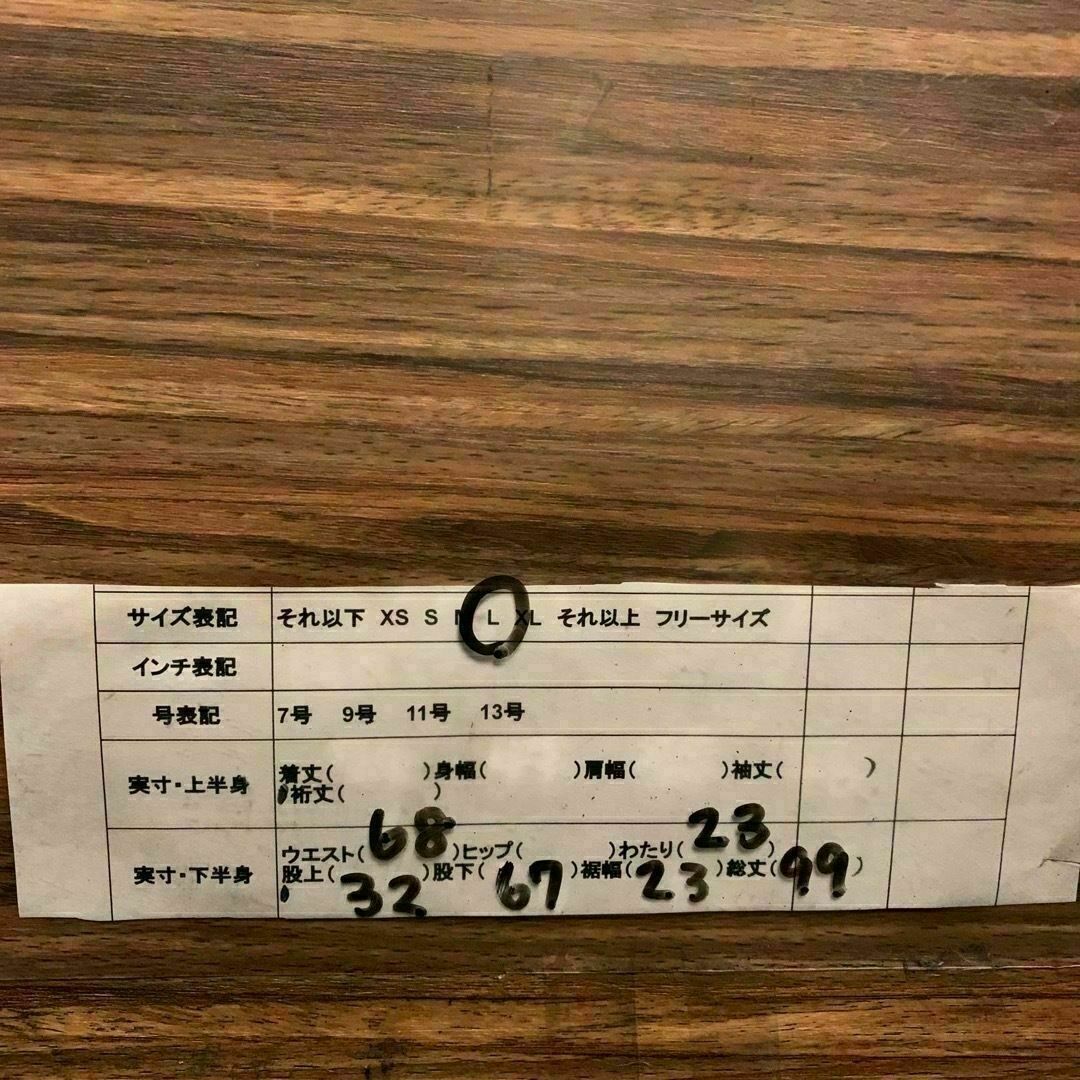 サイズ表記 それ以下 XS S M L XL それ以上 フリーサイズ
インチ表記
号表記 7号 9号 11号 13号
実寸・上半身 着丈( )身幅( )肩幅( )袖丈( )
裄丈( )
実寸・下半身 ウエスト(68)ヒップ( )わたり(23)
股上(32)股下(67)裾幅(23)総丈(99)